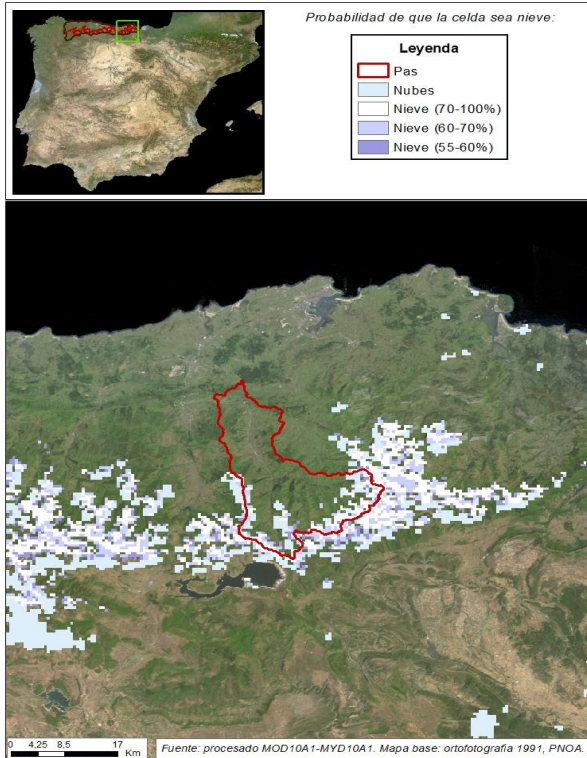 Probabilidad de que la celda sea nieve:
Leyenda
Pas
Nubes
Nieve (70-100%)
Nieve (60-70%)
Nieve (55-60%)
0 4,25 8,5 17
Km
Fuente: procesado MOD10A1-MYD10A1. Mapa base: ortofotografia 1991, PNOA.